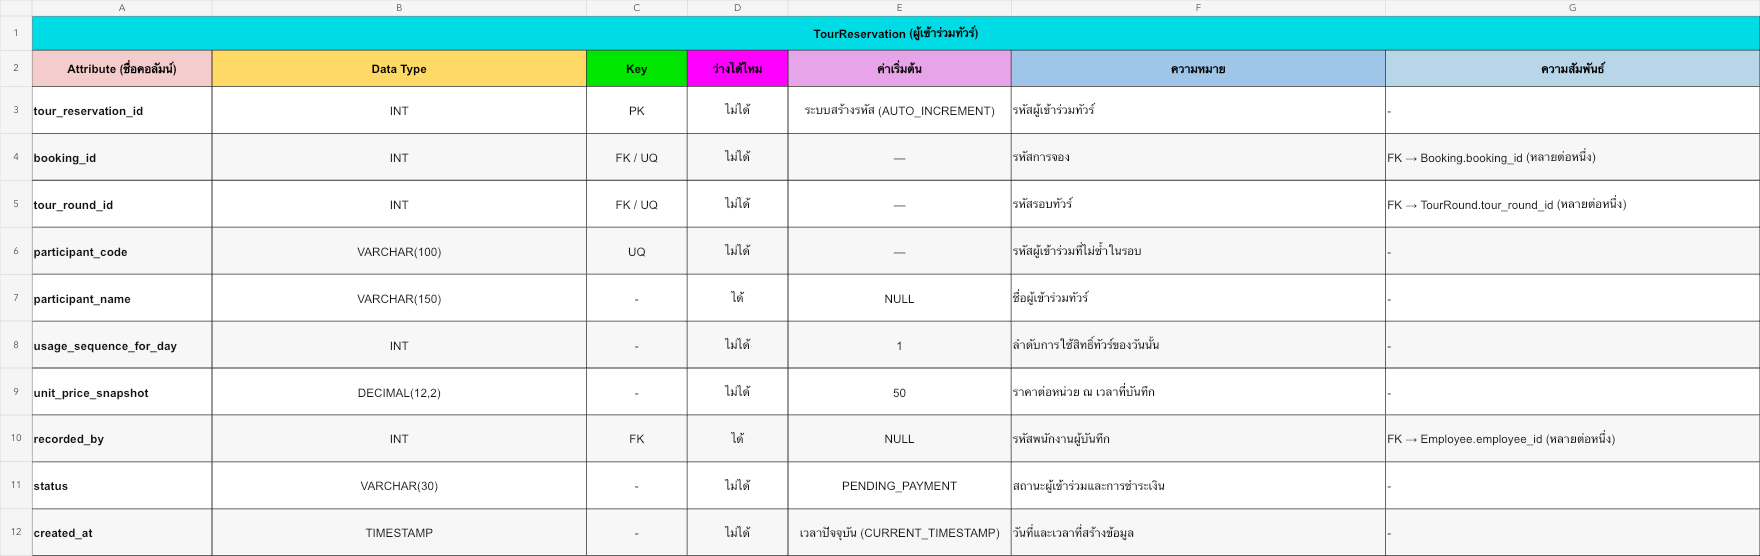 A B C D E F G
1 TourReservation (ผู้เข้าร่วมทัวร์)
2 Attribute (ชื่อคอลัมน์) Data Type Key ว่างได้ไหม ค่าเริ่มต้น ความหมาย ความสัมพันธ์
3 tour_reservation_id INT PK ไม่ได้ ระบบสร้างรหัส (AUTO_INCREMENT) รหัสผู้เข้าร่วมทัวร์ -
4 booking_id INT FK / UQ ไม่ได้ — รหัสการจอง FK → Booking.booking_id (หลายต่อหนึ่ง)
5 tour_round_id INT FK / UQ ไม่ได้ — รหัสรอบทัวร์ FK → TourRound.tour_round_id (หลายต่อหนึ่ง)
6 participant_code VARCHAR(100) UQ ไม่ได้ — รหัสผู้เข้าร่วมที่ไม่ซ้ำในรอบ -
7 participant_name VARCHAR(150) - ได้ NULL ชื่อผู้เข้าร่วมทัวร์ -
8 usage_sequence_for_day INT - ไม่ได้ 1 ลำดับการใช้สิทธิ์ทัวร์ของวันนั้น -
9 unit_price_snapshot DECIMAL(12,2) - ไม่ได้ 50 ราคาต่อหน่วย ณ เวลาที่บันทึก -
10 recorded_by INT FK ได้ NULL รหัสพนักงานผู้บันทึก FK → Employee.employee_id (หลายต่อหนึ่ง)
11 status VARCHAR(30) - ไม่ได้ PENDING_PAYMENT สถานะผู้เข้าร่วมและการชำระเงิน -
12 created_at TIMESTAMP - ไม่ได้ เวลาปัจจุบัน (CURRENT_TIMESTAMP) วันที่และเวลาที่สร้างข้อมูล -